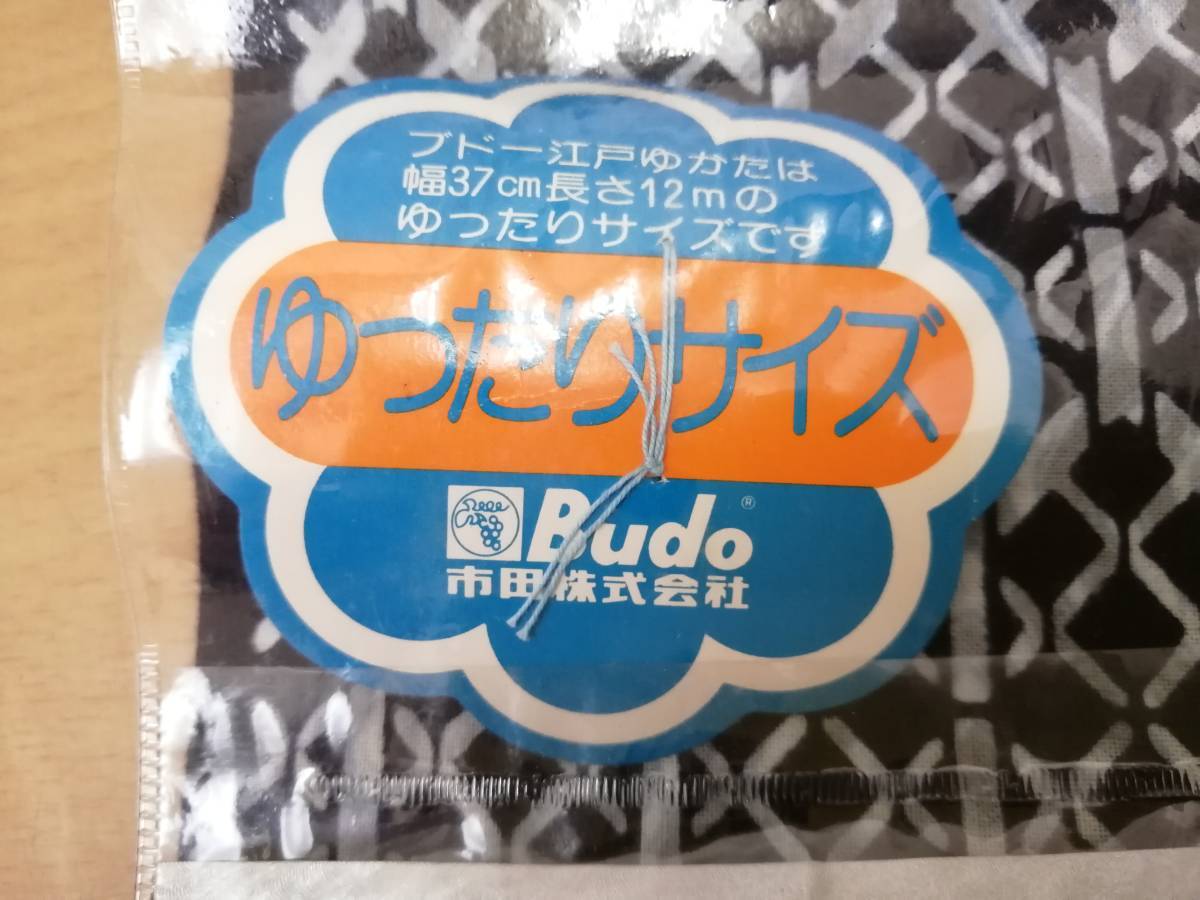 ブドー江戸ゆかたは
幅37cm長さ12mの
ゆったりサイズです
ゆったりサイズ
Budo®
市田株式会社